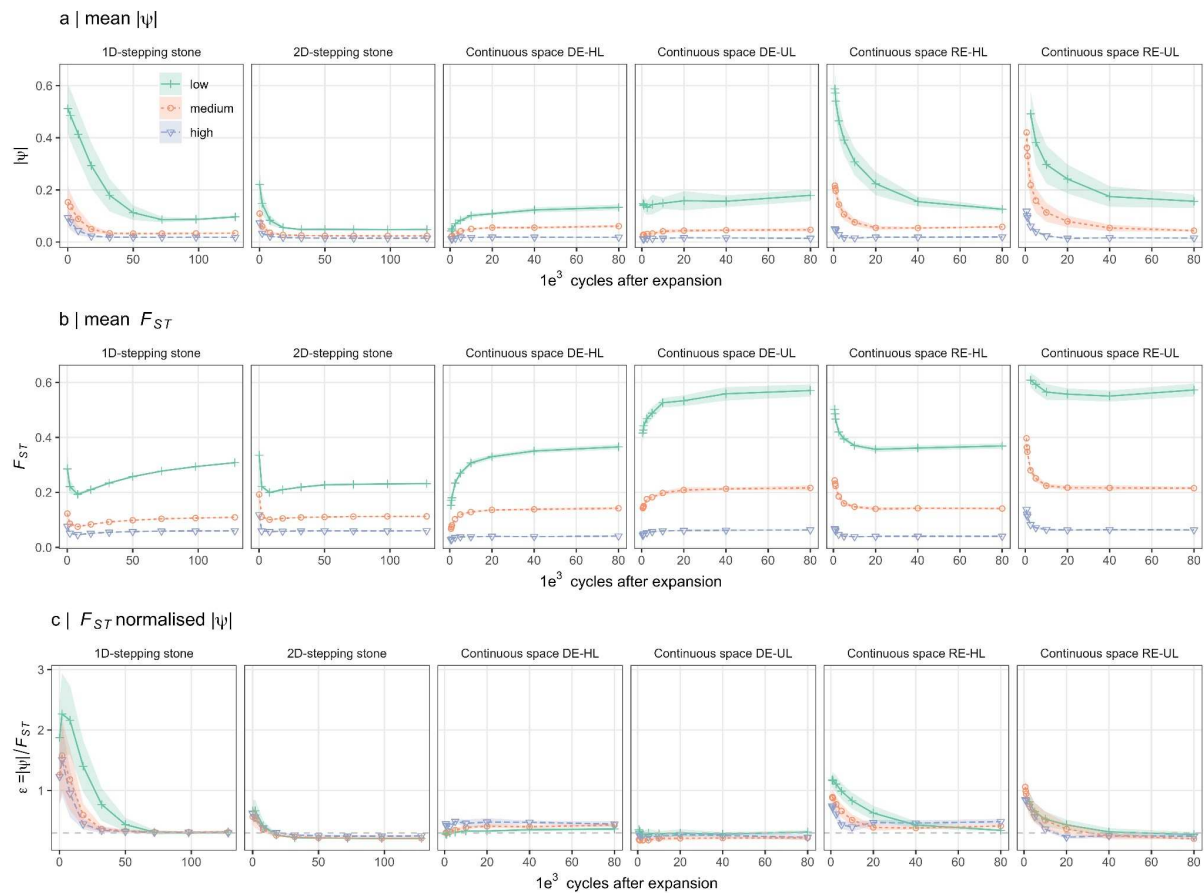 a | mean |ψ|
1D-stepping stone 2D-stepping stone Continuous space DE-HL Continuous space DE-UL Continuous space RE-HL Continuous space RE-UL
low
medium
high
|ψ|
0.6
0.4
0.2
0.0
0 50 100 0 50 100 0 20 40 60 80 0 20 40 60 80 0 20 40 60 80 0 20 40 60 80
1e³ cycles after expansion
b | mean F_ST
1D-stepping stone 2D-stepping stone Continuous space DE-HL Continuous space DE-UL Continuous space RE-HL Continuous space RE-UL
F_ST
0.6
0.4
0.2
0.0
0 50 100 0 50 100 0 20 40 60 80 0 20 40 60 80 0 20 40 60 80 0 20 40 60 80
1e³ cycles after expansion
c | F_ST normalised |ψ|
1D-stepping stone 2D-stepping stone Continuous space DE-HL Continuous space DE-UL Continuous space RE-HL Continuous space RE-UL
ε =|ψ|/F_ST
3
2
1
0 50 100 0 50 100 0 20 40 60 80 0 20 40 60 80 0 20 40 60 80 0 20 40 60 80
1e³ cycles after expansion